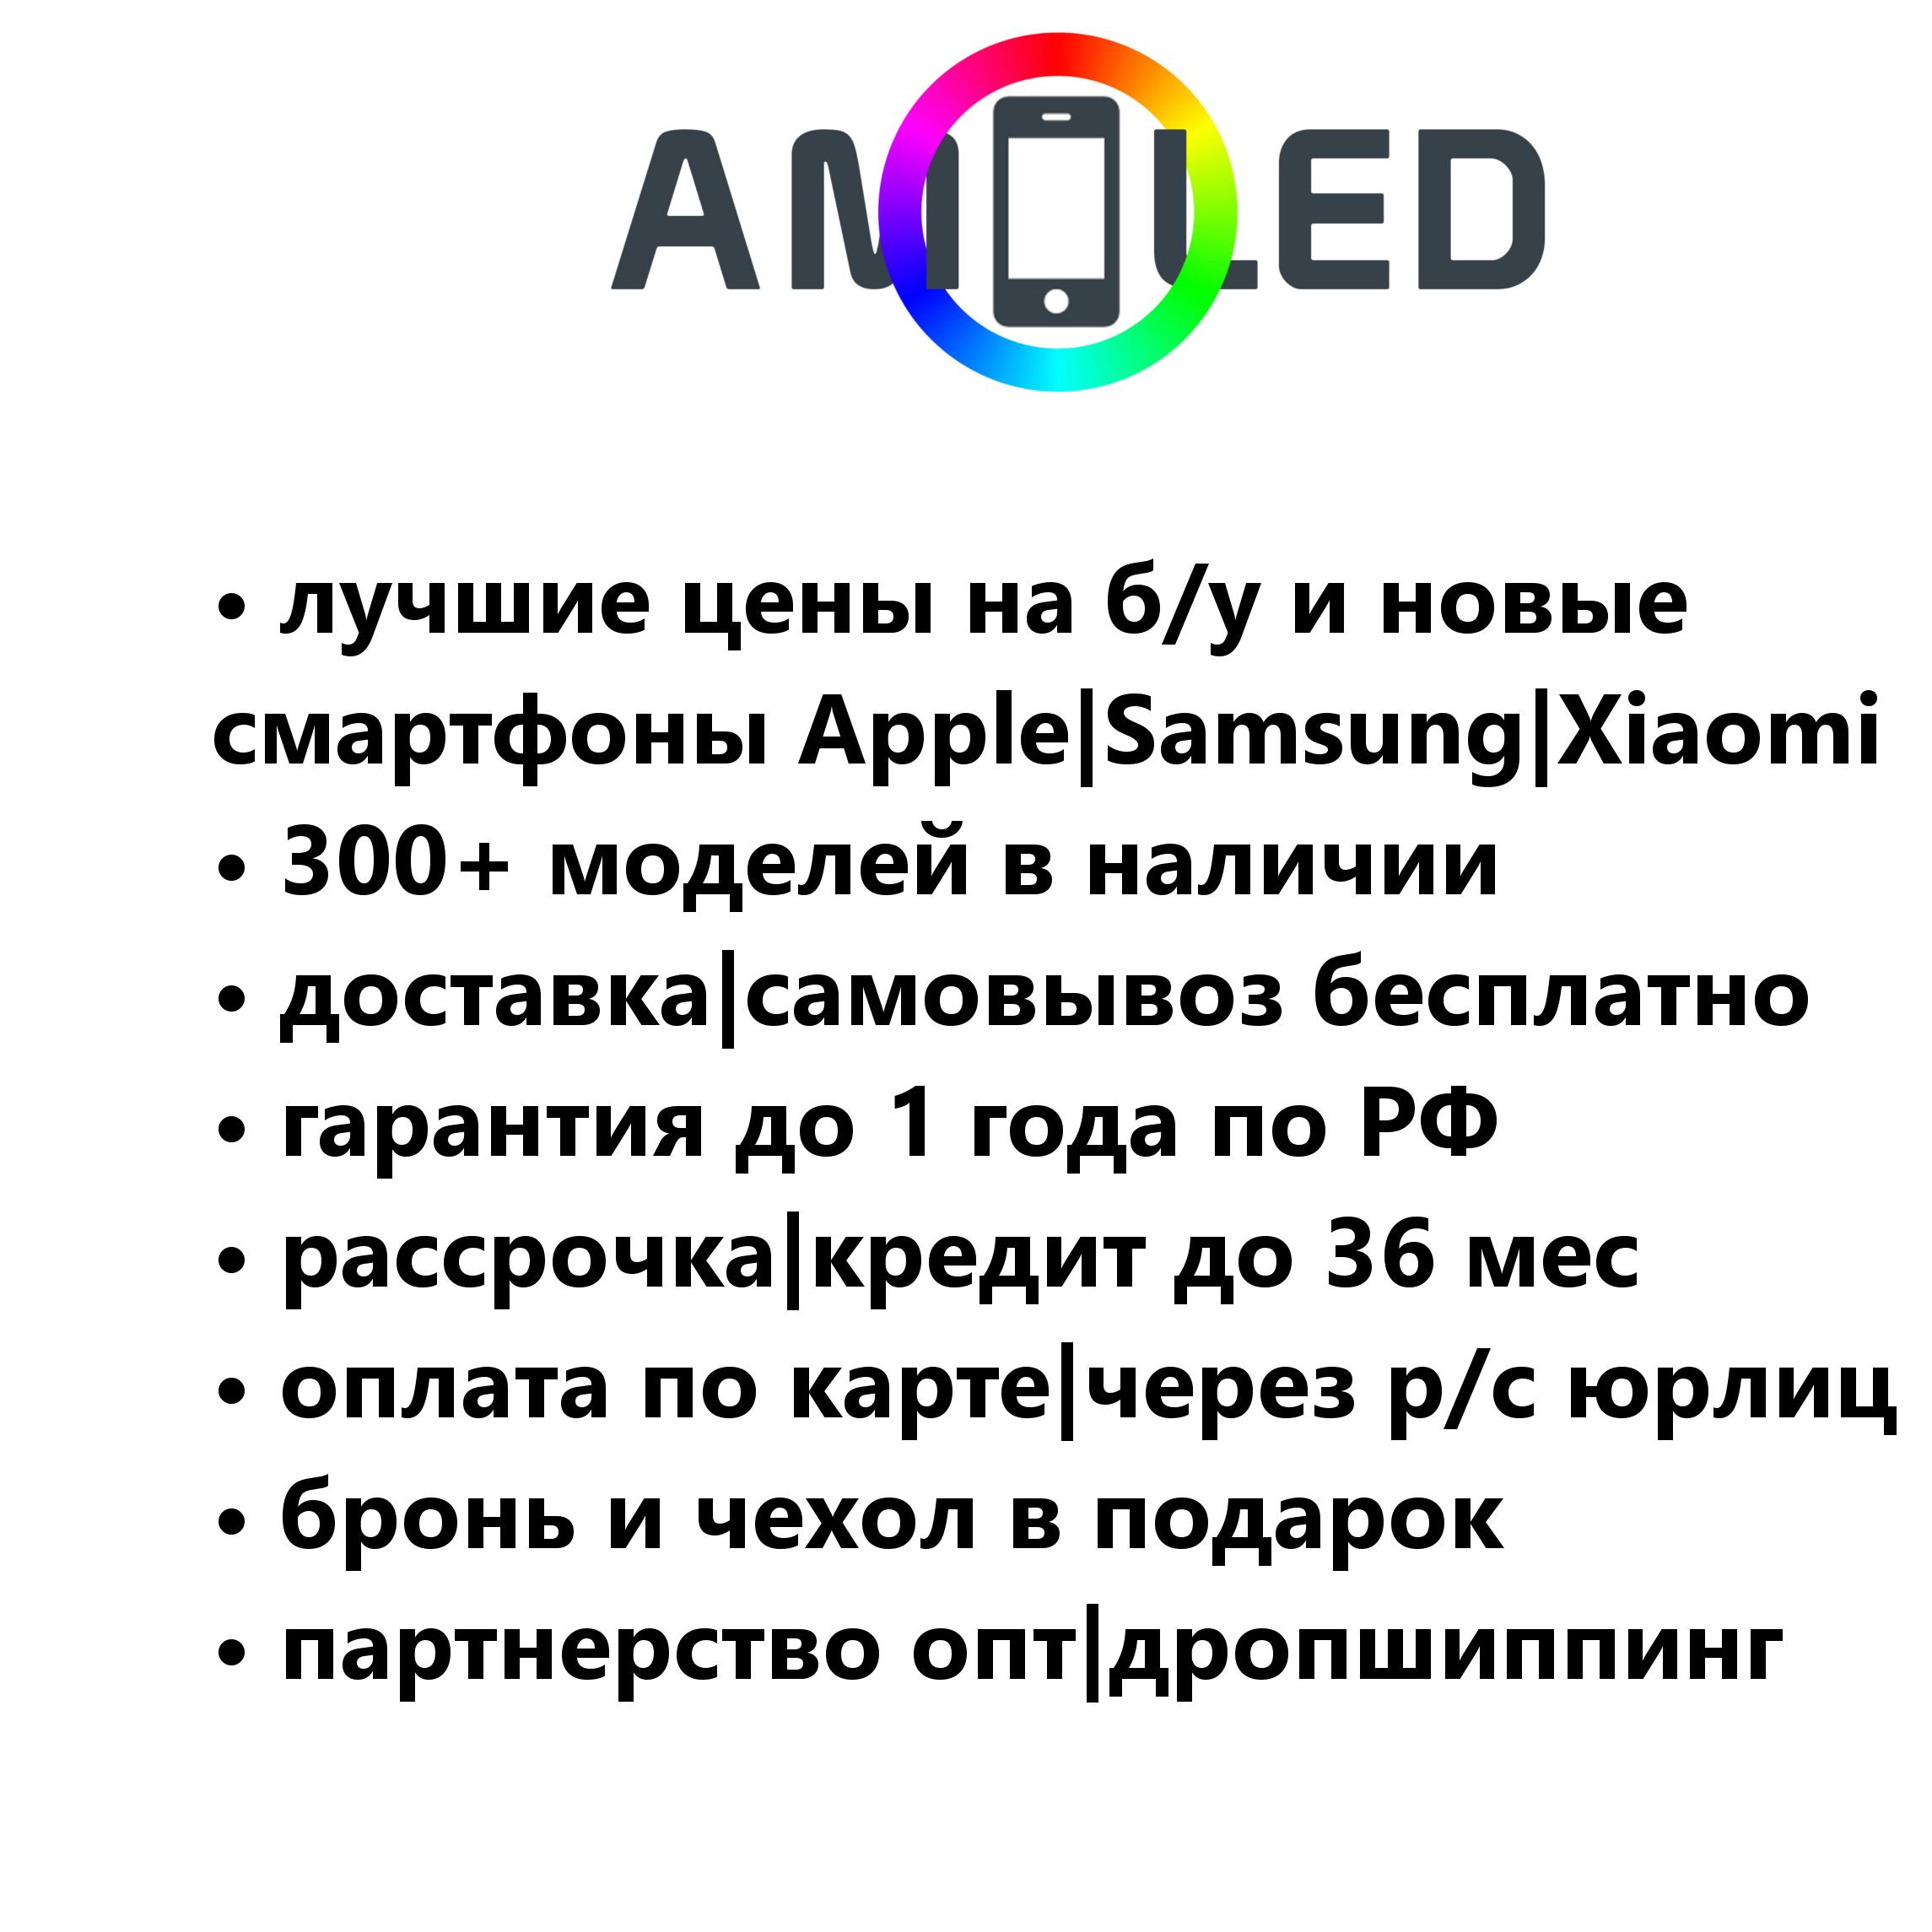 AMOLED
• лучшие цены на б/у и новые
смартфоны Apple|Samsung|Xiaomi
• 300+ моделей в наличии
• доставка|самовывоз бесплатно
• гарантия до 1 года по РФ
• рассрочка|кредит до 36 мес
• оплата по карте|через р/с юрлиц
• бронь и чехол в подарок
• партнерство опт|дропшиппинг